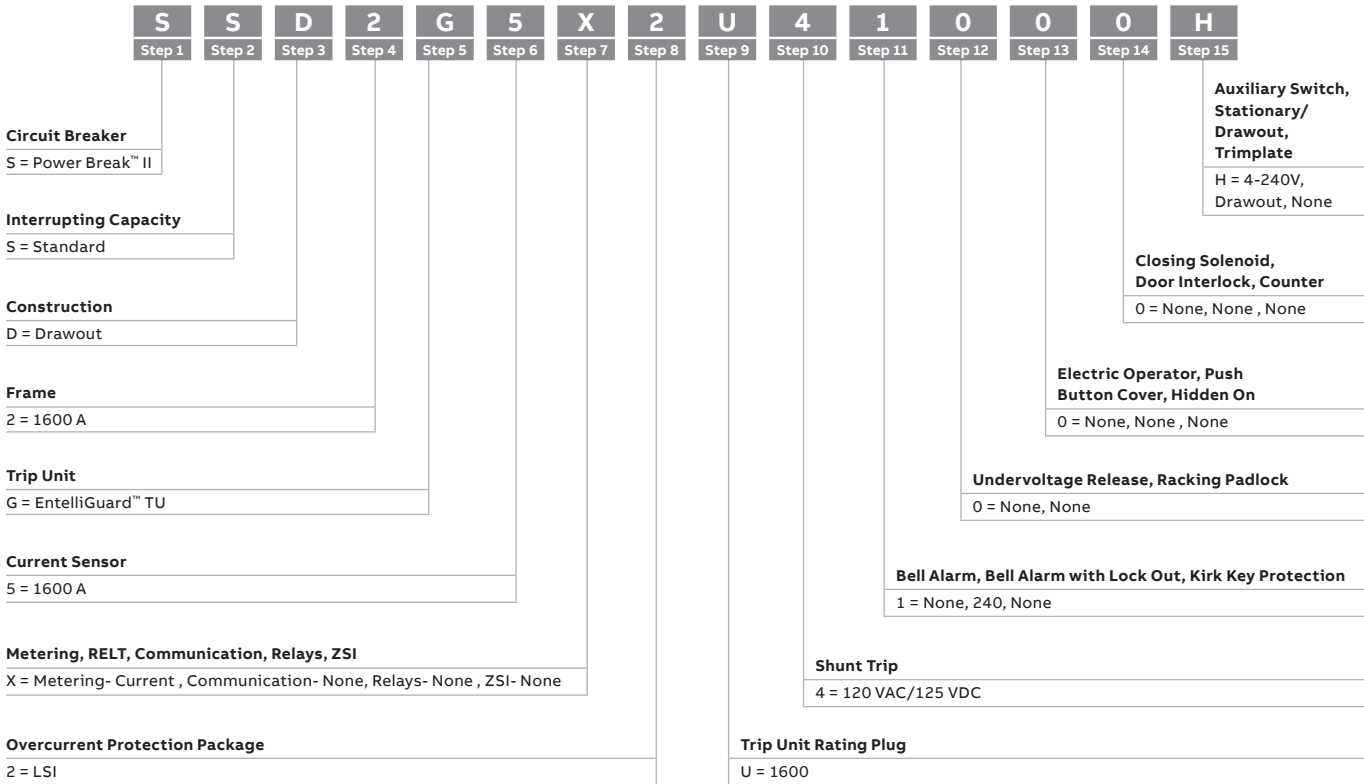 S S D 2 G 5 X 2 U 4 1 0 0 0 H
Step 1 Step 2 Step 3 Step 4 Step 5 Step 6 Step 7 Step 8 Step 9 Step 10 Step 11 Step 12 Step 13 Step 14 Step 15
Circuit Breaker
S = Power Break™ II
Interrupting Capacity
S = Standard
Construction
D = Drawout
Frame
2 = 1600 A
Trip Unit
G = EntelliGuard™ TU
Current Sensor
5 = 1600 A
Metering, RELT, Communication, Relays, ZSI
X = Metering- Current , Communication- None, Relays- None , ZSI- None
Overcurrent Protection Package
2 = LSI
Auxiliary Switch,
Stationary/
Drawout,
Trimplate
H = 4-240V,
Drawout, None
Closing Solenoid,
Door Interlock, Counter
0 = None, None , None
Electric Operator, Push
Button Cover, Hidden On
0 = None, None , None
Undervoltage Release, Racking Padlock
0 = None, None
Bell Alarm, Bell Alarm with Lock Out, Kirk Key Protection
1 = None, 240, None
Shunt Trip
4 = 120 VAC/125 VDC
Trip Unit Rating Plug
U = 1600